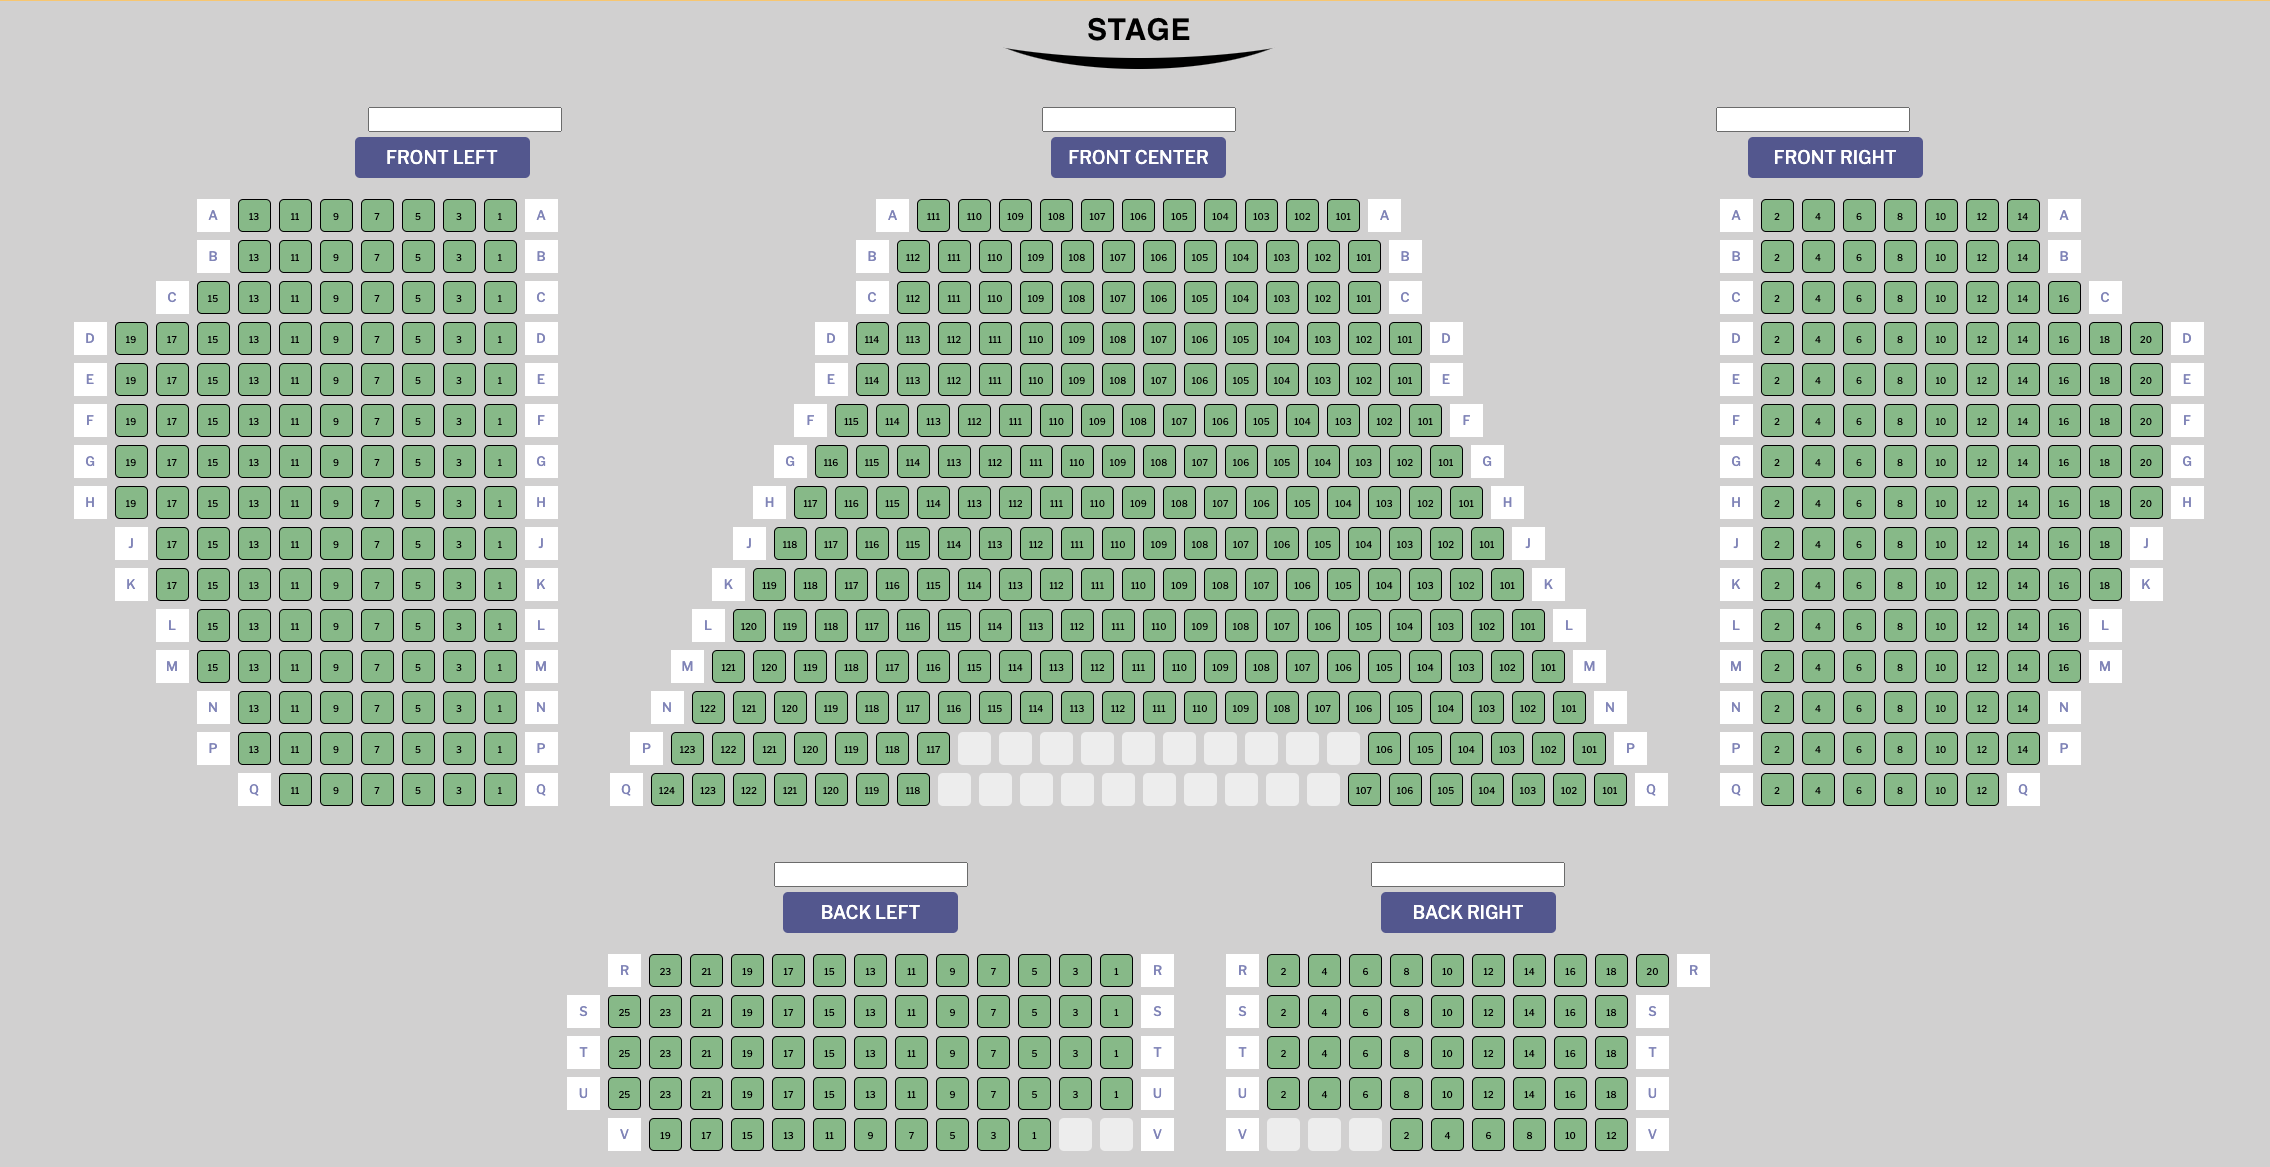 STAGE
FRONT LEFT FRONT CENTER FRONT RIGHT
A 13 11 9 7 5 3 1 A A 111 110 109 108 107 106 105 104 103 102 101 A A 2 4 6 8 10 12 14 A
B 13 11 9 7 5 3 1 B B 112 111 110 109 108 107 106 105 104 103 102 101 B B 2 4 6 8 10 12 14 B
C 15 13 11 9 7 5 3 1 C C 112 111 110 109 108 107 106 105 104 103 102 101 C C 2 4 6 8 10 12 14 16 C
D 19 17 15 13 11 9 7 5 3 1 D D 114 113 112 111 110 109 108 107 106 105 104 103 102 101 D D 2 4 6 8 10 12 14 16 18 20 D
E 19 17 15 13 11 9 7 5 3 1 E E 114 113 112 111 110 109 108 107 106 105 104 103 102 101 E E 2 4 6 8 10 12 14 16 18 20 E
F 19 17 15 13 11 9 7 5 3 1 F F 115 114 113 112 111 110 109 108 107 106 105 104 103 102 101 F F 2 4 6 8 10 12 14 16 18 20 F
G 19 17 15 13 11 9 7 5 3 1 G G 116 115 114 113 112 111 110 109 108 107 106 105 104 103 102 101 G G 2 4 6 8 10 12 14 16 18 20 G
H 19 17 15 13 11 9 7 5 3 1 H H 117 116 115 114 113 112 111 110 109 108 107 106 105 104 103 102 101 H H 2 4 6 8 10 12 14 16 18 20 H
J 17 15 13 11 9 7 5 3 1 J J 118 117 116 115 114 113 112 111 110 109 108 107 106 105 104 103 102 101 J J 2 4 6 8 10 12 14 16 18 J
K 17 15 13 11 9 7 5 3 1 K K 119 118 117 116 115 114 113 112 111 110 109 108 107 106 105 104 103 102 101 K K 2 4 6 8 10 12 14 16 18 K
L 15 13 11 9 7 5 3 1 L L 120 119 118 117 116 115 114 113 112 111 110 109 108 107 106 105 104 103 102 101 L L 2 4 6 8 10 12 14 16 L
M 15 13 11 9 7 5 3 1 M M 121 120 119 118 117 116 115 114 113 112 111 110 109 108 107 106 105 104 103 102 101 M M 2 4 6 8 10 12 14 16 M
N 13 11 9 7 5 3 1 N N 122 121 120 119 118 117 116 115 114 113 112 111 110 109 108 107 106 105 104 103 102 101 N N 2 4 6 8 10 12 14 N
P 13 11 9 7 5 3 1 P P 123 122 121 120 119 118 117 106 105 104 103 102 101 P P 2 4 6 8 10 12 14 P
Q 11 9 7 5 3 1 Q Q 124 123 122 121 120 119 118 107 106 105 104 103 102 101 Q Q 2 4 6 8 10 12 Q
BACK LEFT BACK RIGHT
R 23 21 19 17 15 13 11 9 7 5 3 1 R R 2 4 6 8 10 12 14 16 18 20 R
S 25 23 21 19 17 15 13 11 9 7 5 3 1 S S 2 4 6 8 10 12 14 16 18 S
T 25 23 21 19 17 15 13 11 9 7 5 3 1 T T 2 4 6 8 10 12 14 16 18 T
U 25 23 21 19 17 15 13 11 9 7 5 3 1 U U 2 4 6 8 10 12 14 16 18 U
V 19 17 15 13 11 9 7 5 3 1 V V 2 4 6 8 10 12 V